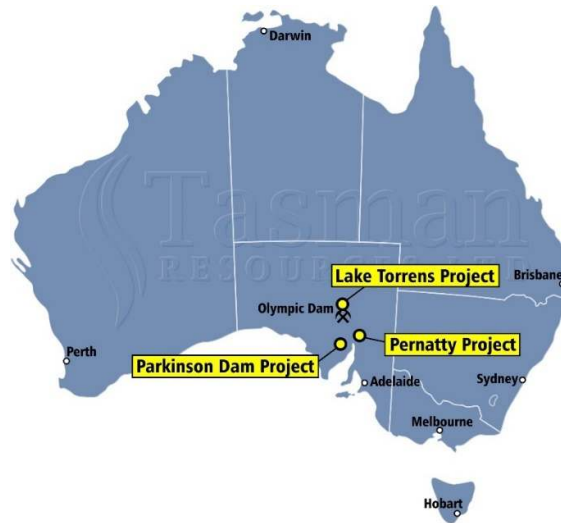 Darwin
Tasman
RESOURCES LTD
Lake Torrens Project
Brisbane
Olympic Dam
Pernatty Project
Perth
Parkinson Dam Project
Adelaide
Sydney
Melbourne
Hobart